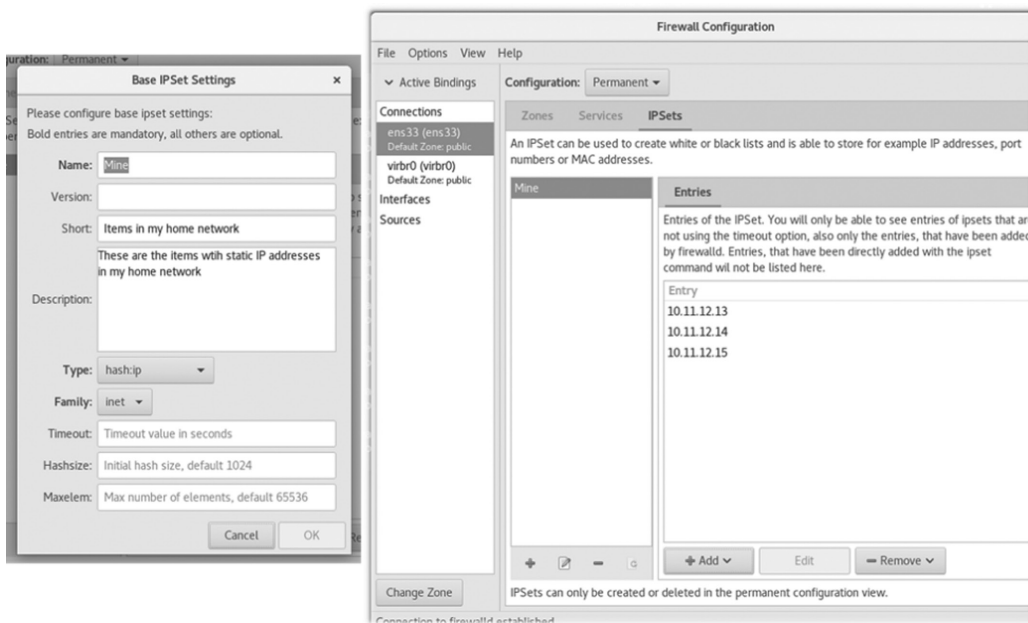 uration: Permanent
Base IPSet Settings
Please configure base ipset settings:
Bold entries are mandatory, all others are optional.
Name: Mine
Version:
Short: Items in my home network
Description: These are the items wtih static IP addresses
in my home network
Type: hash:ip
Family: inet
Timeout: Timeout value in seconds
Hashsize: Initial hash size, default 1024
Maxelem: Max number of elements, default 65536
Cancel OK
Firewall Configuration
File Options View Help
Active Bindings
Connections
ens33 (ens33)
Default Zone: public
virbr0 (virbr0)
Default Zone: public
Interfaces
Sources
Change Zone
Configuration: Permanent
Zones Services IPSets
An IPSet can be used to create white or black lists and is able to store for example IP addresses, port
numbers or MAC addresses.
Mine
Entries
Entries of the IPSet. You will only be able to see entries of ipsets that ar
not using the timeout option, also only the entries, that have been added
by firewalld. Entries, that have been directly added with the ipset
command wil not be listed here.
Entry
10.11.12.13
10.11.12.14
10.11.12.15
Add Edit Remove
IPSets can only be created or deleted in the permanent configuration view.
Connection to firewalld established.